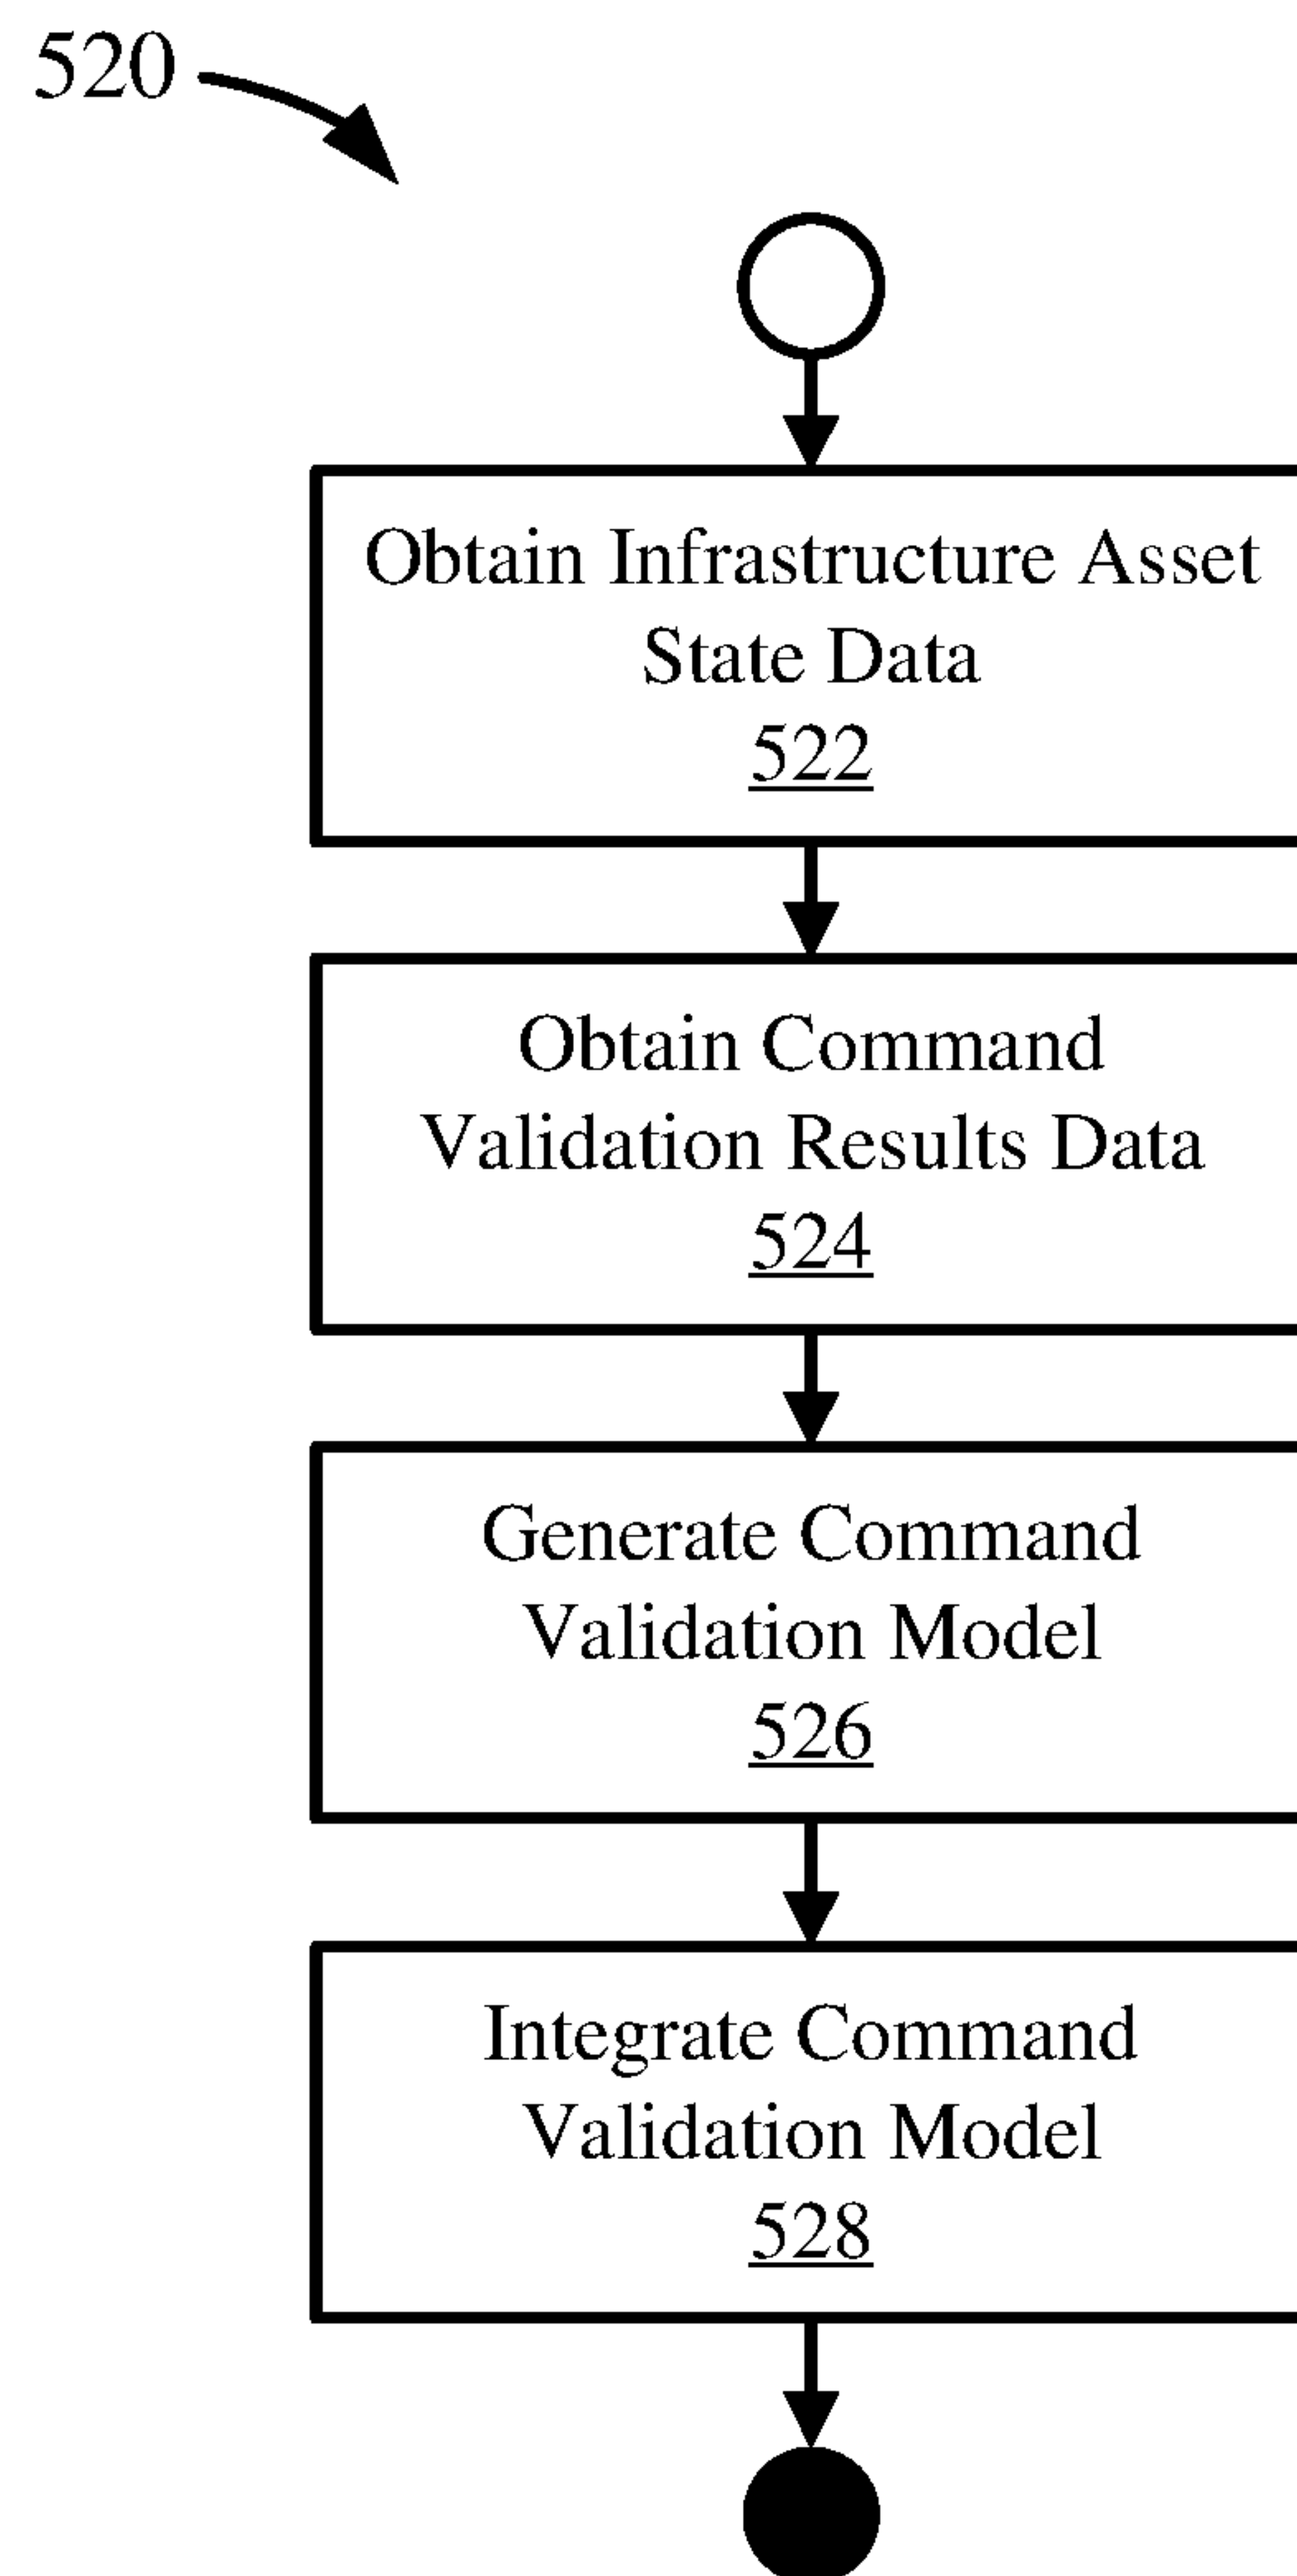 520
Obtain Infrastructure Asset
State Data
522
Obtain Command
Validation Results Data
524
Generate Command
Validation Model
526
Integrate Command
Validation Model
528